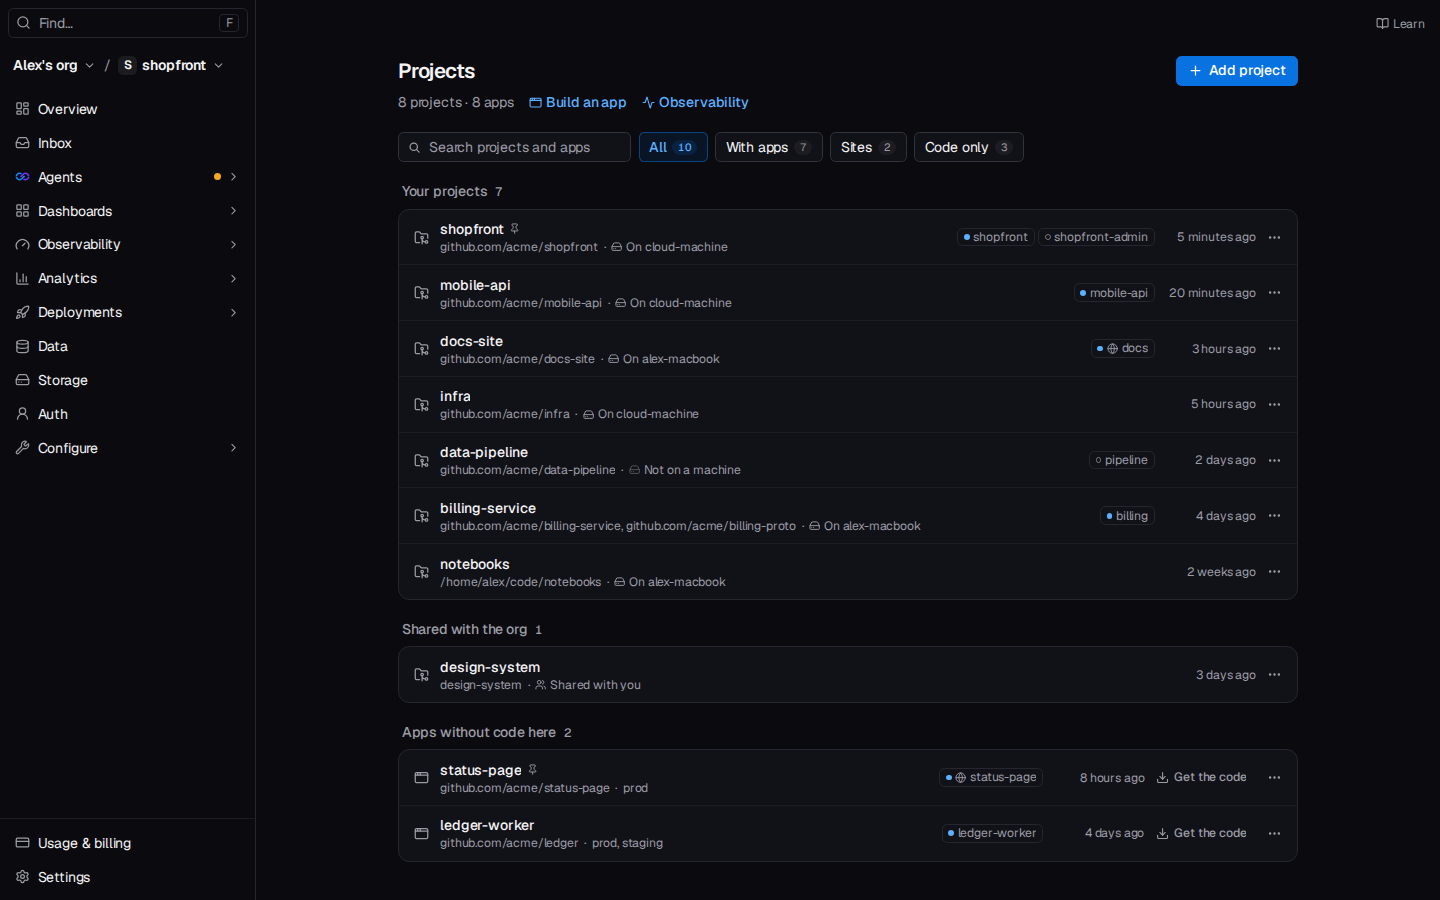 Find...
F
Learn
Alex's org / S shopfront
Overview
Inbox
Agents
Dashboards
Observability
Analytics
Deployments
Data
Storage
Auth
Configure
Usage & billing
Settings
Projects
Add project
8 projects · 8 apps Build an app Observability
Search projects and apps
All 10
With apps 7
Sites 2
Code only 3
Your projects 7
shopfront
github.com/acme/shopfront · On cloud-machine
shopfront shopfront-admin 5 minutes ago
mobile-api
github.com/acme/mobile-api · On cloud-machine
mobile-api 20 minutes ago
docs-site
github.com/acme/docs-site · On alex-macbook
docs 3 hours ago
infra
github.com/acme/infra · On cloud-machine
5 hours ago
data-pipeline
github.com/acme/data-pipeline · Not on a machine
pipeline 2 days ago
billing-service
github.com/acme/billing-service, github.com/acme/billing-proto · On alex-macbook
billing 4 days ago
notebooks
/home/alex/code/notebooks · On alex-macbook
2 weeks ago
Shared with the org 1
design-system
design-system · Shared with you
3 days ago
Apps without code here 2
status-page
github.com/acme/status-page · prod
status-page 8 hours ago Get the code
ledger-worker
github.com/acme/ledger · prod, staging
ledger-worker 4 days ago Get the code